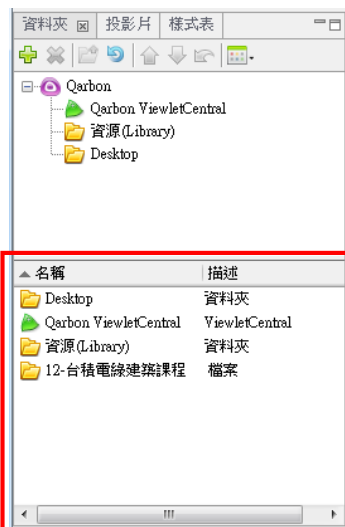 資料夾 投影片 樣式表
Qarbon
Qarbon ViewletCentral
資源(Library)
Desktop
名稱 描述
Desktop 資料夾
Qarbon ViewletCentral ViewletCentral
資源(Library) 資料夾
12-台積電綠建築課程 檔案